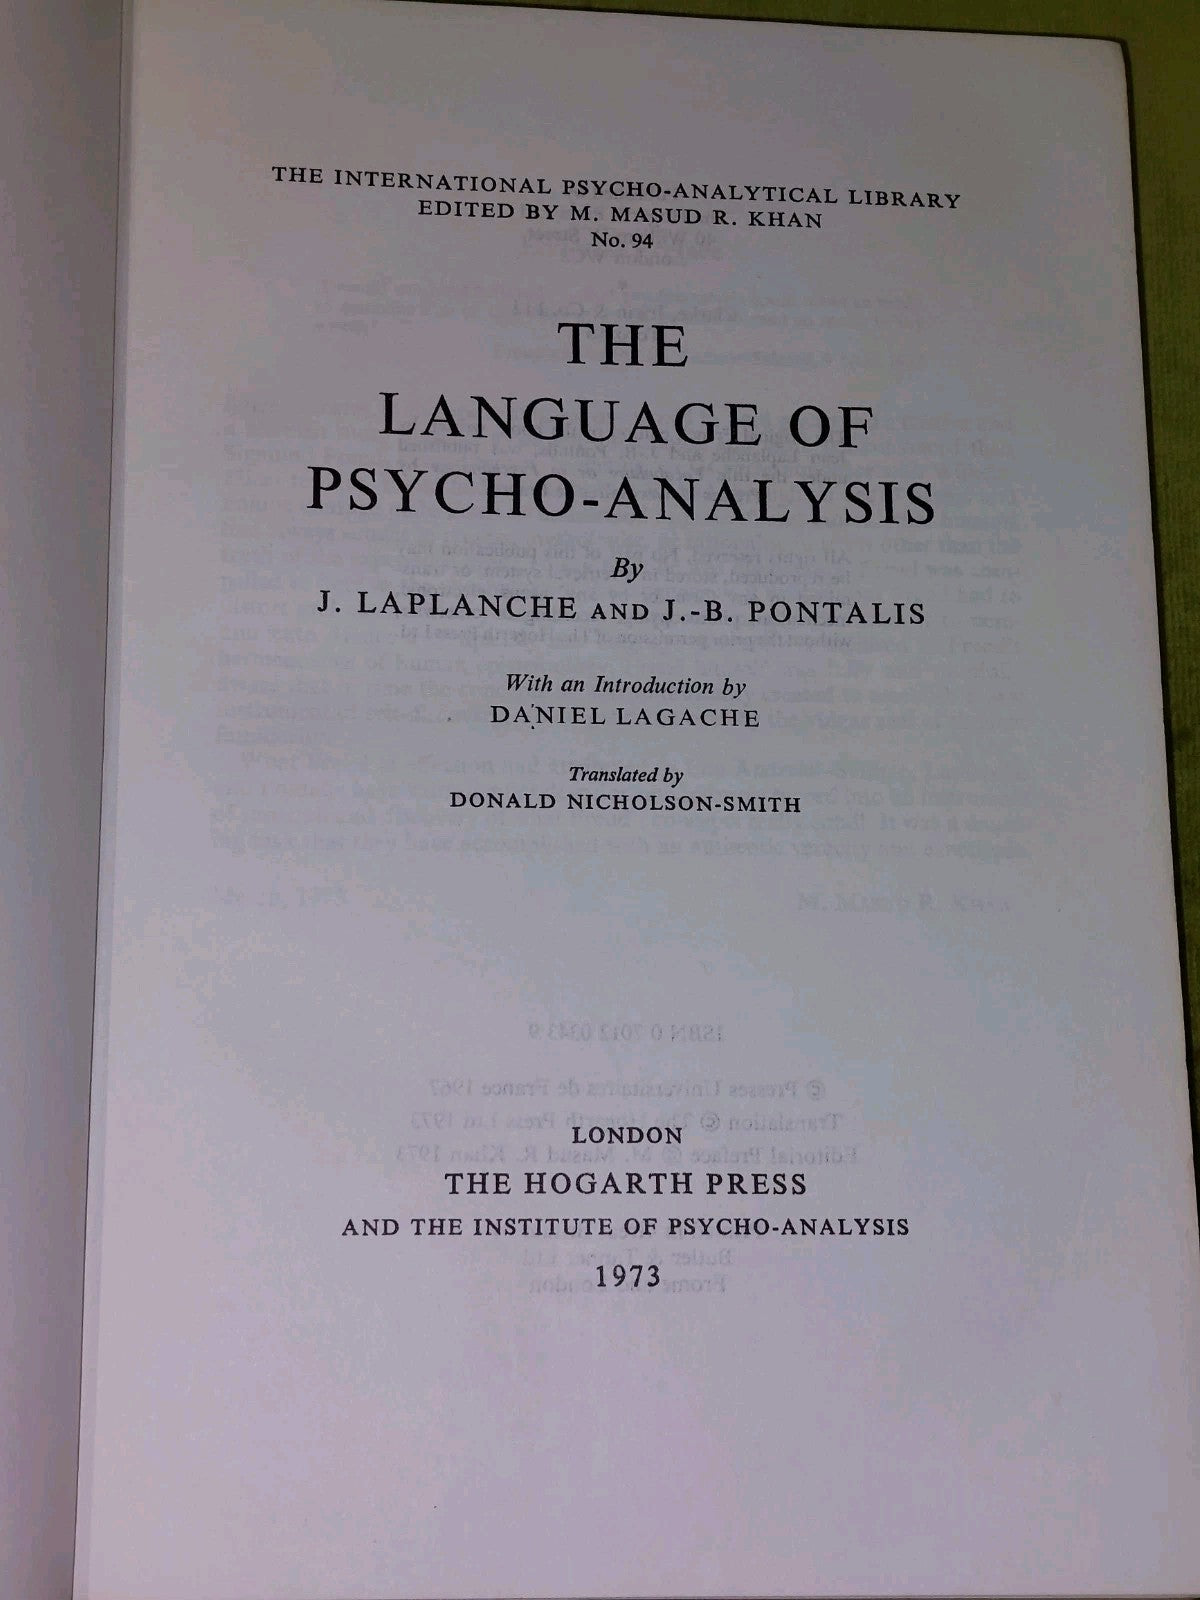 THE INTERNATIONAL PSYCHO-ANALYTICAL LIBRARY
EDITED BY M. MASUD R. KHAN
No. 94
THE
LANGUAGE OF
PSYCHO-ANALYSIS
By
J. LAPLANCHE AND J.-B. PONTALIS
With an Introduction by
DANIEL LAGACHE
Translated by
DONALD NICHOLSON-SMITH
LONDON
THE HOGARTH PRESS
AND THE INSTITUTE OF PSYCHO-ANALYSIS
1973